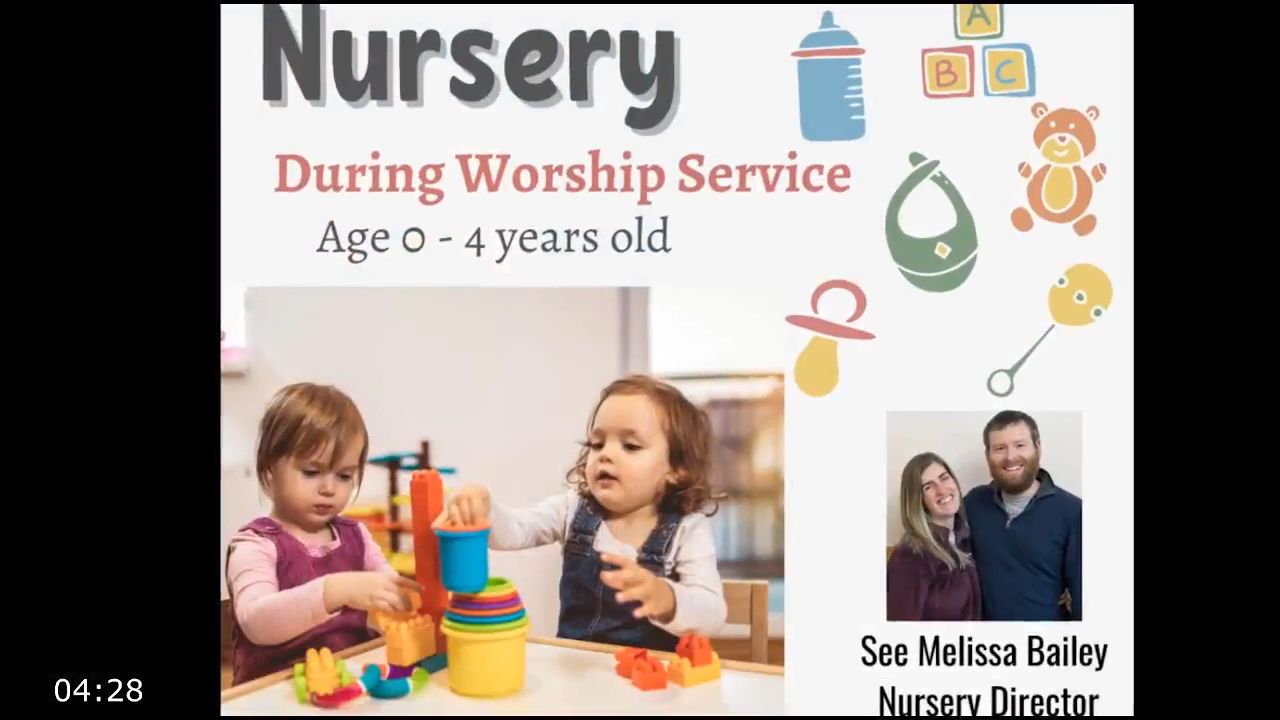 Nursery
During Worship Service
Age 0 - 4 years old
A
B C
See Melissa Bailey
Nursery Director
04:28